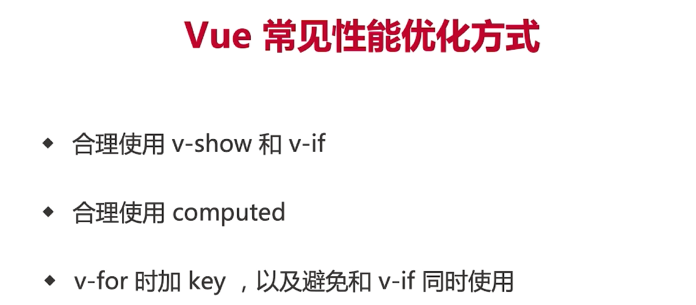 Vue 常见性能优化方式
◆ 合理使用 v-show 和 v-if
◆ 合理使用 computed
◆ v-for 时加 key ，以及避免和 v-if 同时使用